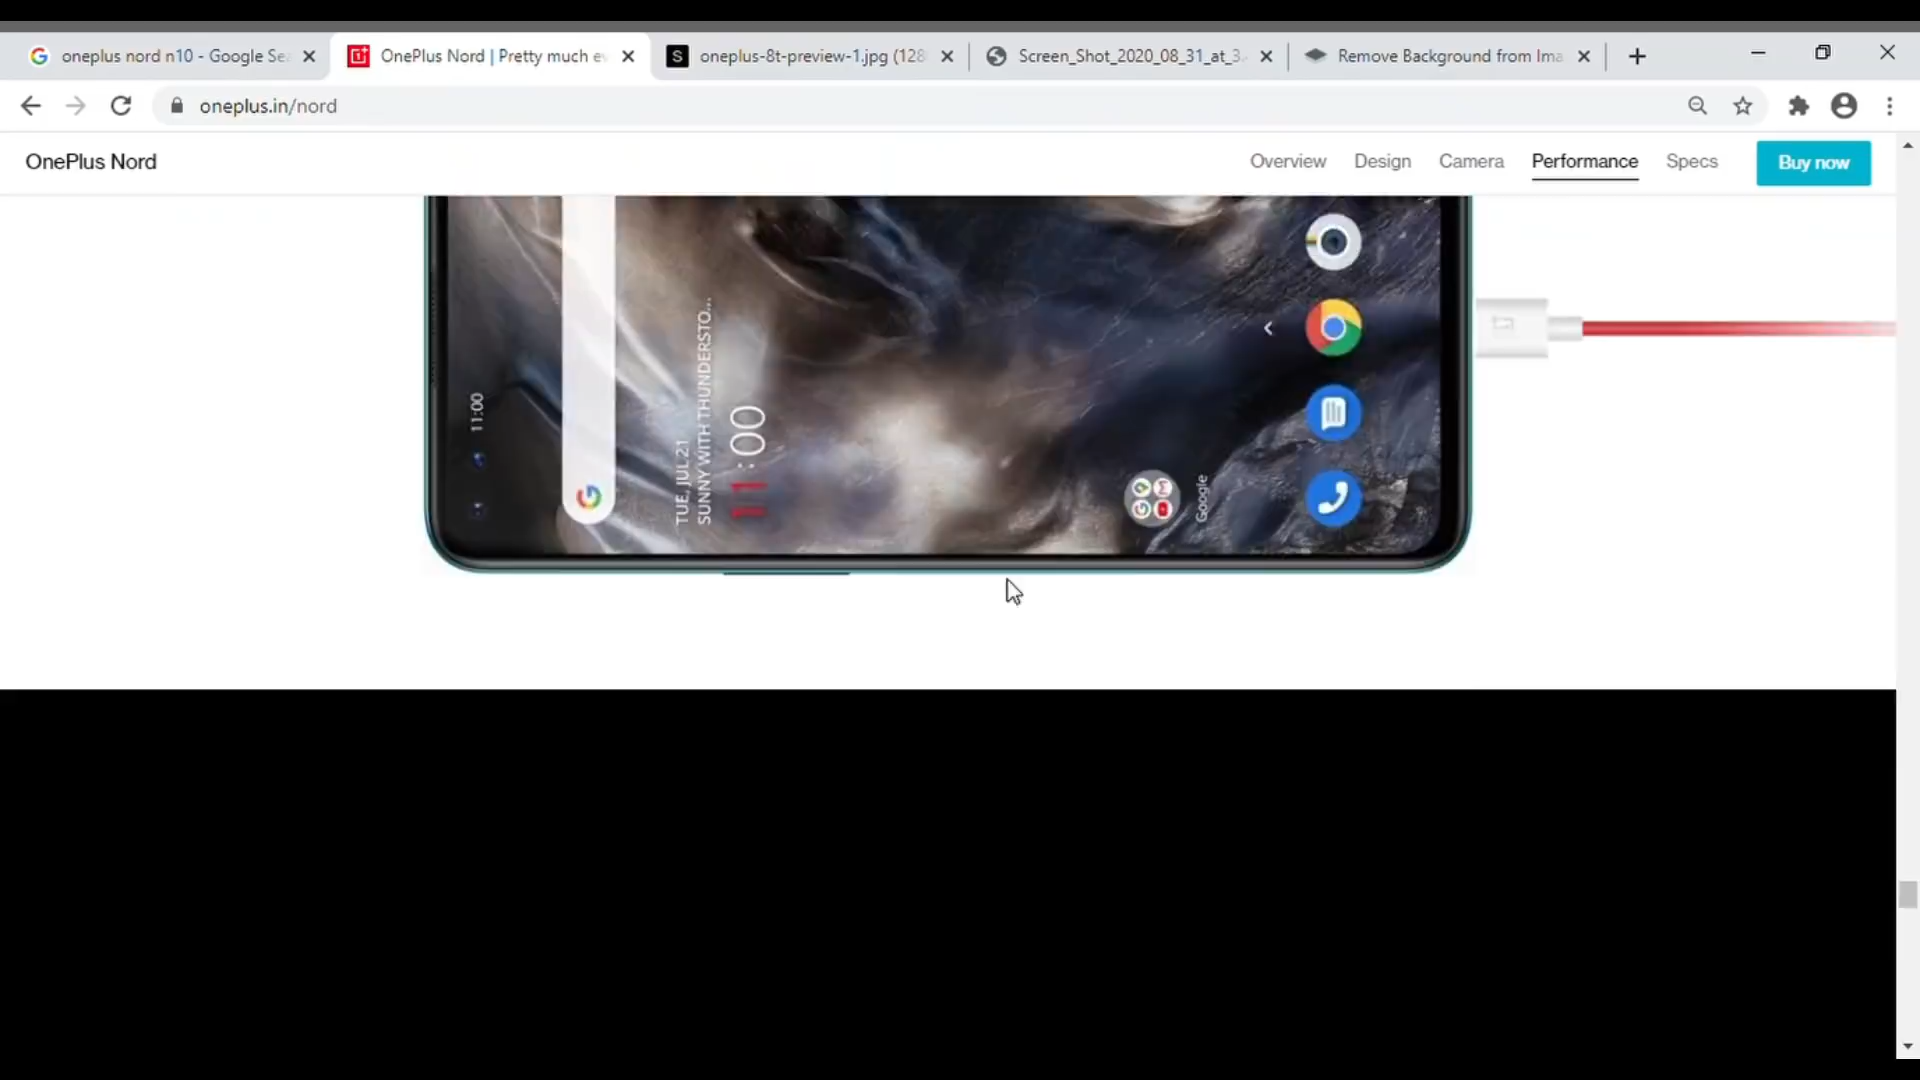 oneplus nord n10 - Google Se
OnePlus Nord | Pretty much e
oneplus-8t-preview-1.jpg (128
Screen_Shot_2020_08_31_at_3.
Remove Background from Ima
oneplus.in/nord
OnePlus Nord
Overview
Design
Camera
Performance
Specs
Buy now
11:00
TUE, JUL 21
SUNNY WITH THUNDERSTO...
11:00
Google